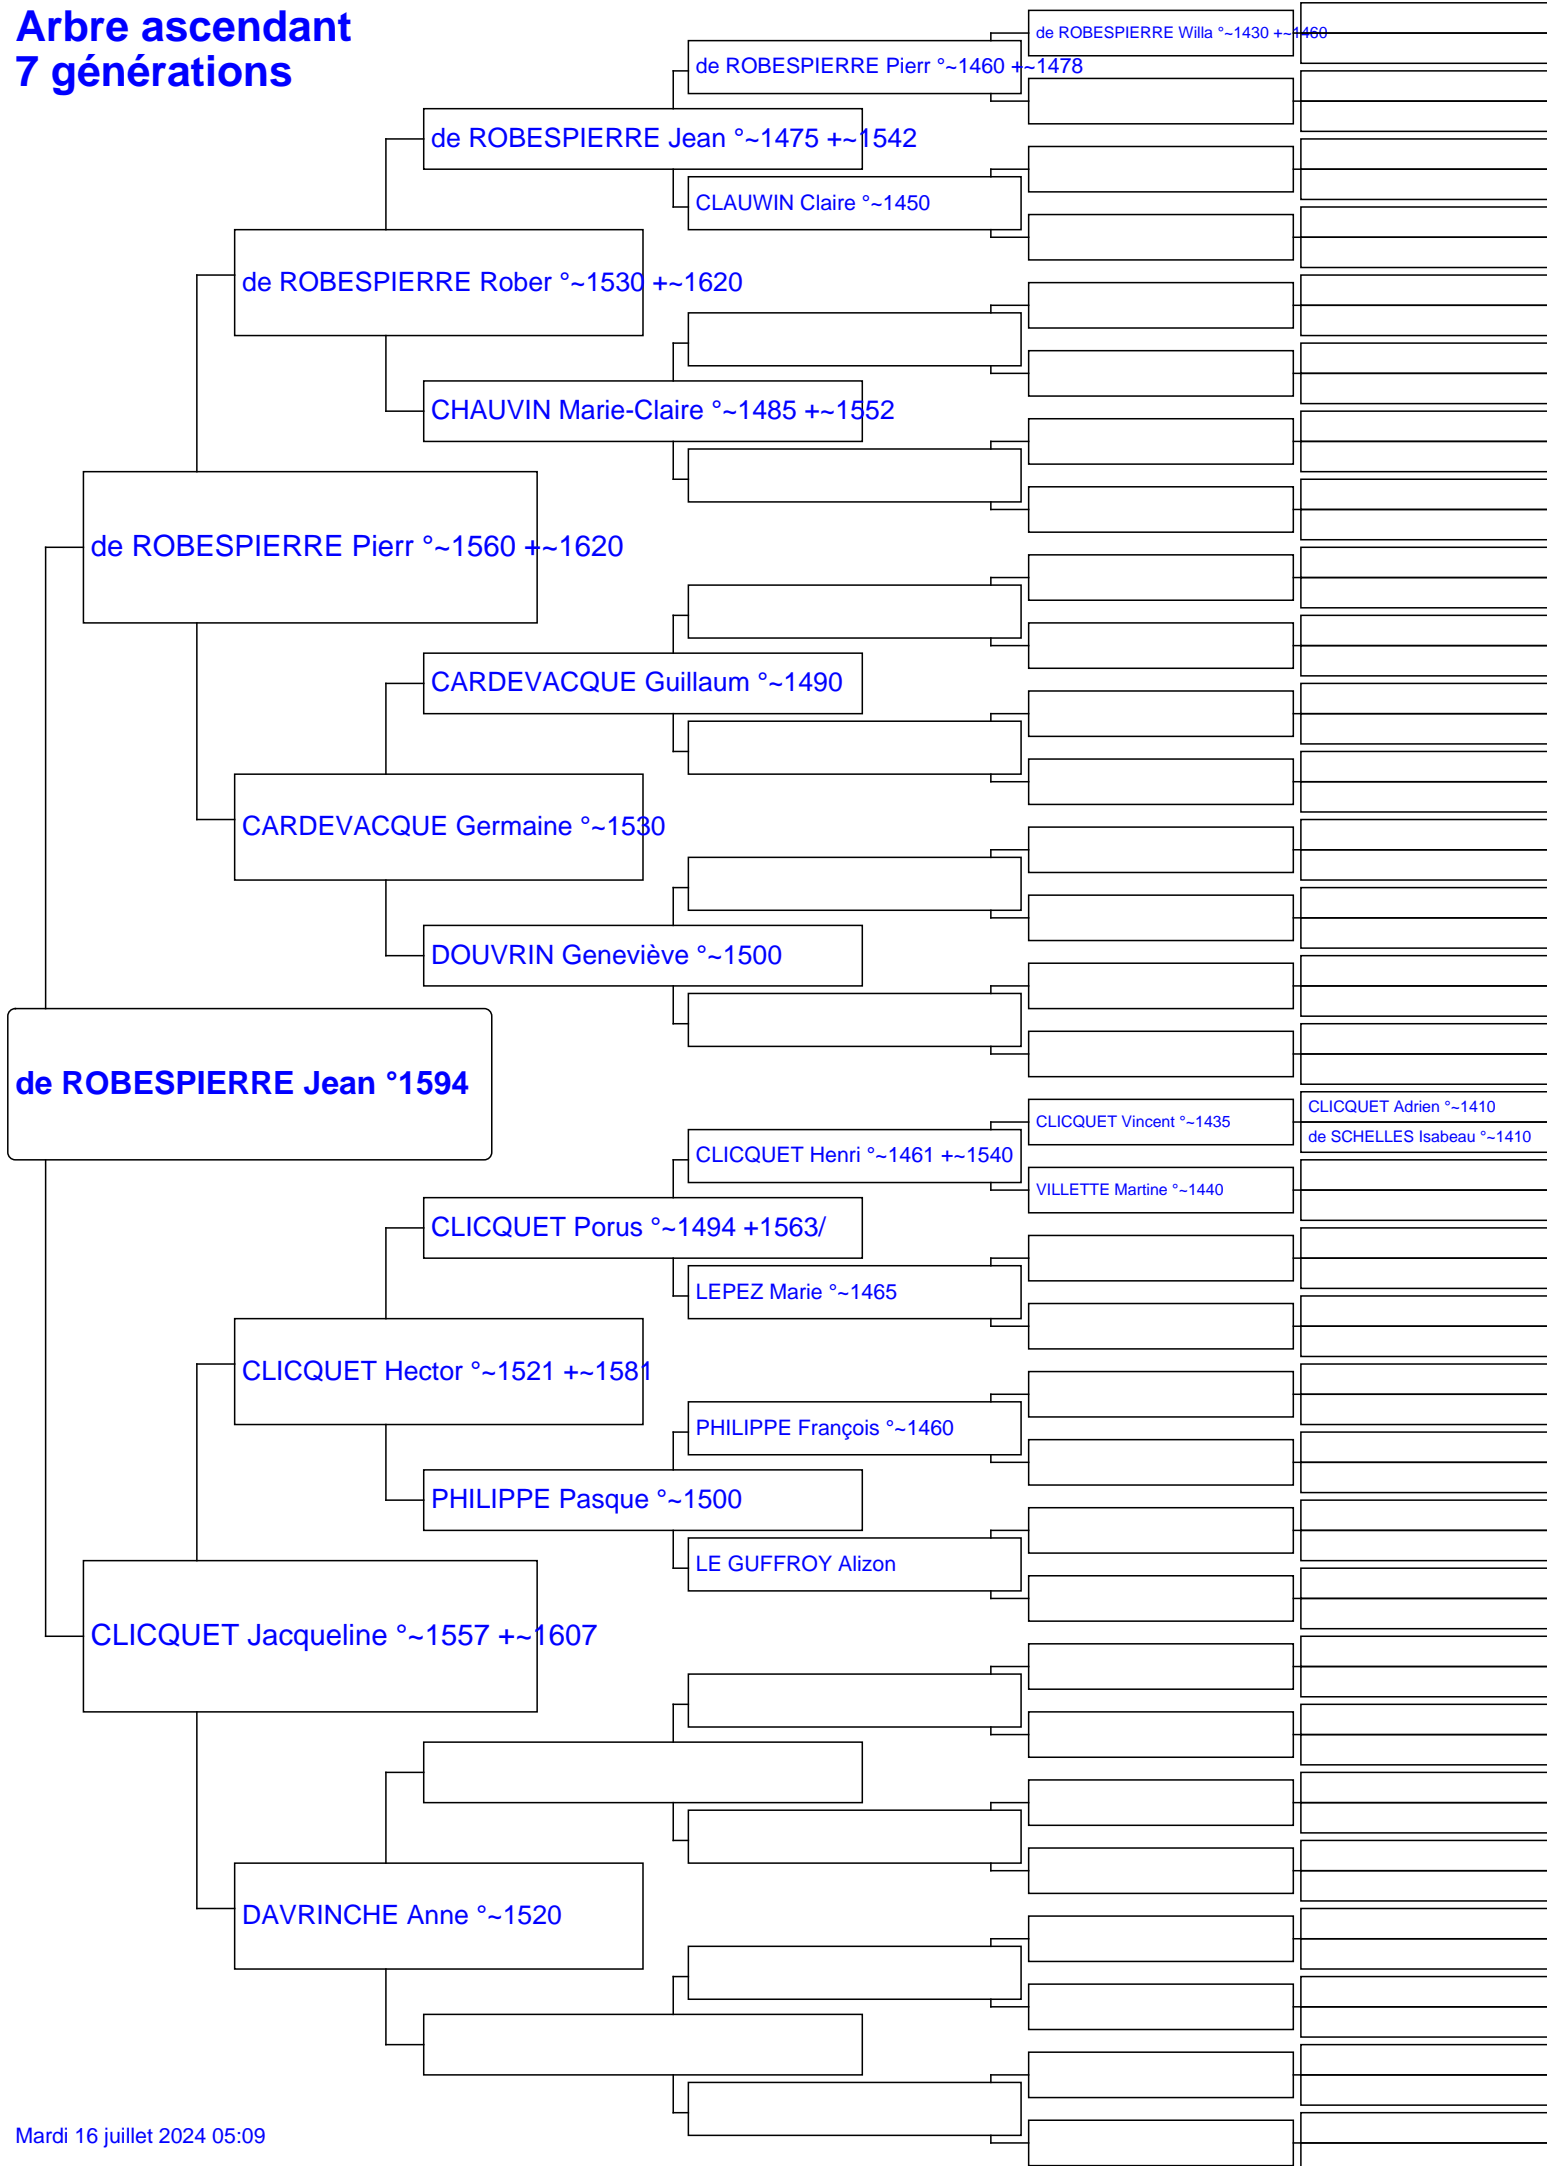 Arbre ascendant
7 générations
de ROBESPIERRE Willa °~1430 +~1460
de ROBESPIERRE Pierr °~1460 +~1478
de ROBESPIERRE Jean °~1475 +~1542
CLAUWIN Claire °~1450
de ROBESPIERRE Rober °~1530 +~1620
CHAUVIN Marie-Claire °~1485 +~1552
de ROBESPIERRE Pierr °~1560 +~1620
CARDEVACQUE Guillaum °~1490
CARDEVACQUE Germaine °~1530
DOUVRIN Geneviève °~1500
de ROBESPIERRE Jean °1594
CLICQUET Adrien °~1410
CLICQUET Vincent °~1435
de SCHELLES Isabeau °~1410
CLICQUET Henri °~1461 +~1540
VILLETTE Martine °~1440
CLICQUET Porus °~1494 +1563/
LEPEZ Marie °~1465
CLICQUET Hector °~1521 +~1581
PHILIPPE François °~1460
PHILIPPE Pasque °~1500
LE GUFFROY Alizon
CLICQUET Jacqueline °~1557 +~1607
DAVRINCHE Anne °~1520
Mardi 16 juillet 2024 05:09